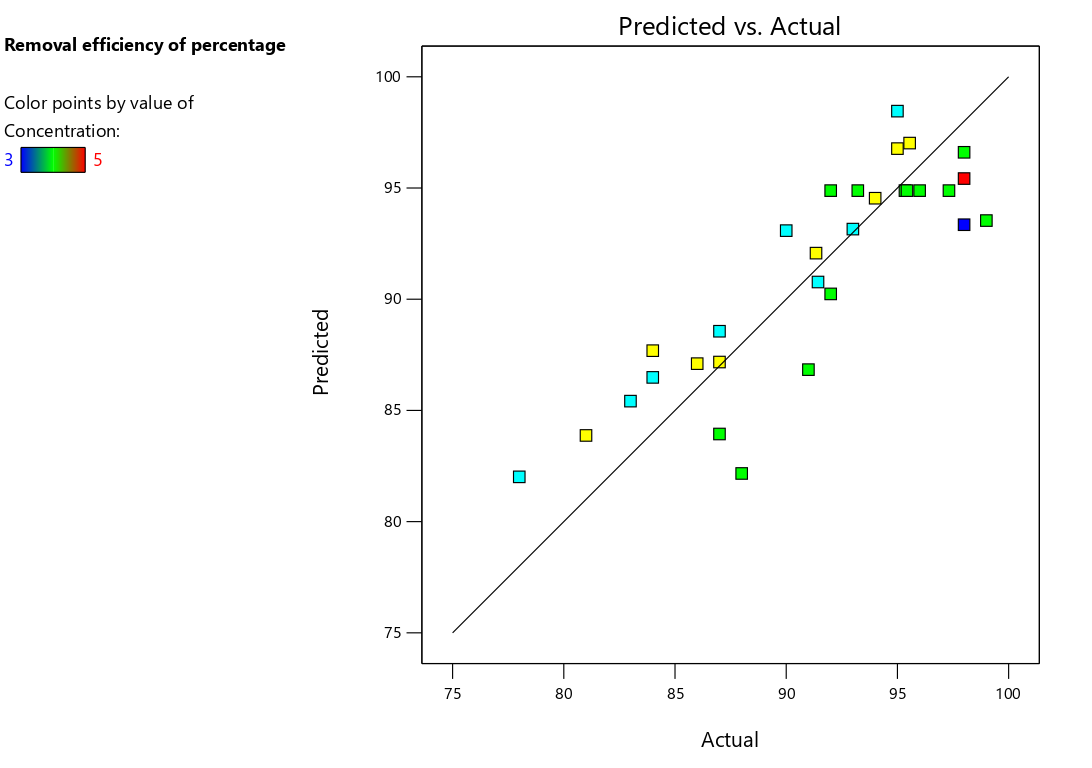 Removal efficiency of percentage
Color points by value of
Concentration:
3 5
Predicted vs. Actual
Predicted
100
95
90
85
80
75
75 80 85 90 95 100
Actual